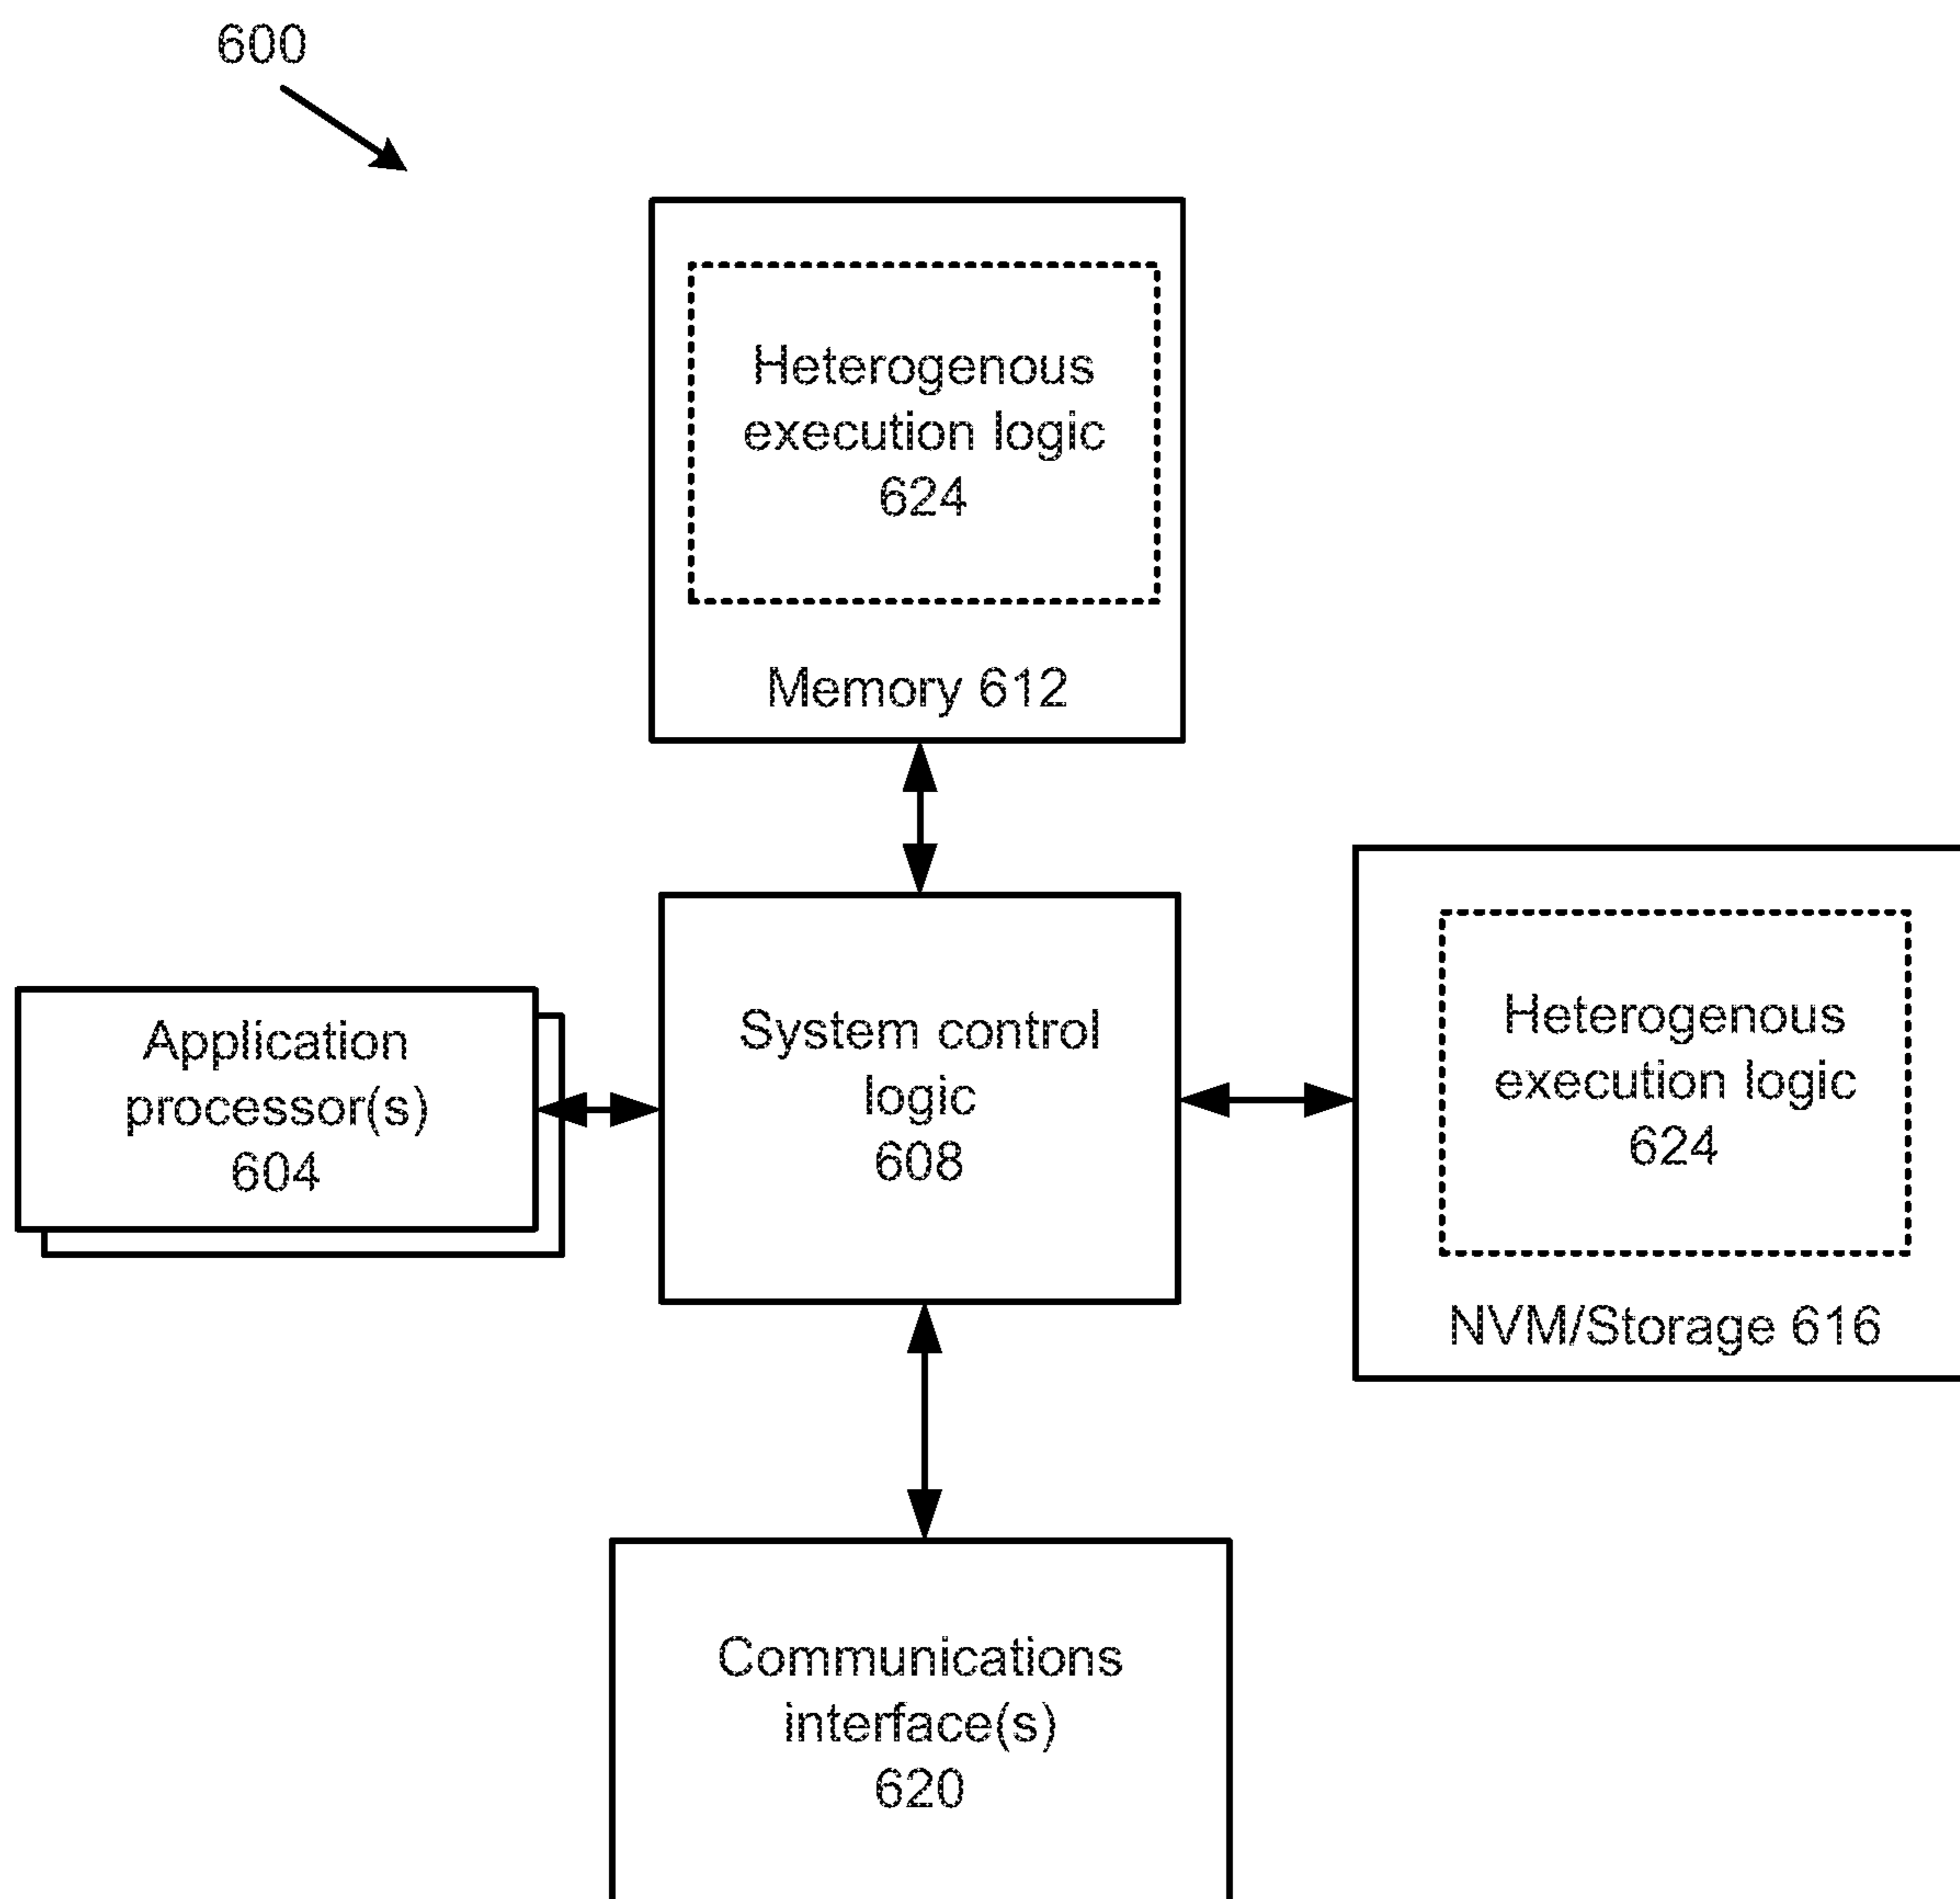 600
Heterogenous
execution logic
624
Memory 612
Application
processor(s)
604
System control
logic
608
Heterogenous
execution logic
624
NVM/Storage 616
Communications
interface(s)
620